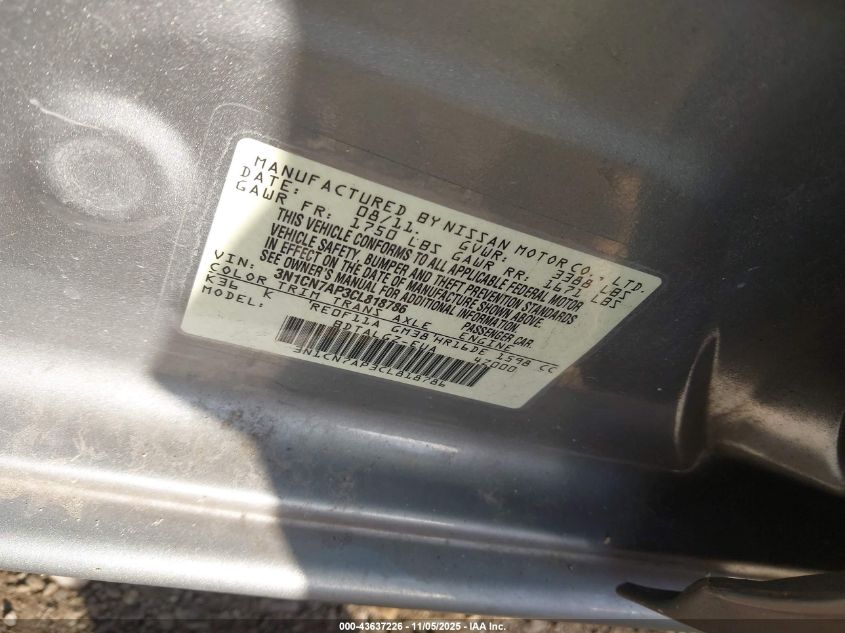 MANUFACTURED BY NISSAN MOTOR CO., LTD.
DATE: 08/11. GVWR: 3388 LBS
GAWR FR: 1750 LBS GAWR RR: 1671 LBS
THIS VEHICLE CONFORMS TO ALL APPLICABLE FEDERAL MOTOR
VEHICLE SAFETY, BUMPER AND THEFT PREVENTION STANDARDS
IN EFFECT ON THE DATE OF MANUFACTURE SHOWN ABOVE.
SEE OWNER'S MANUAL FOR ADDITIONAL INFORMATION.
VIN: 3N1CN7AP3CL818786 PASSENGER CAR
COLOR TRIM TRANS AXLE ENGINE
K36 K RE0F11A GM38 HR16DE 1598 CC
MODEL: BDTALGZ-EWA 42000
3N1CN7AP3CL818786
000-43637226 - 11/05/2025 - IAA Inc.